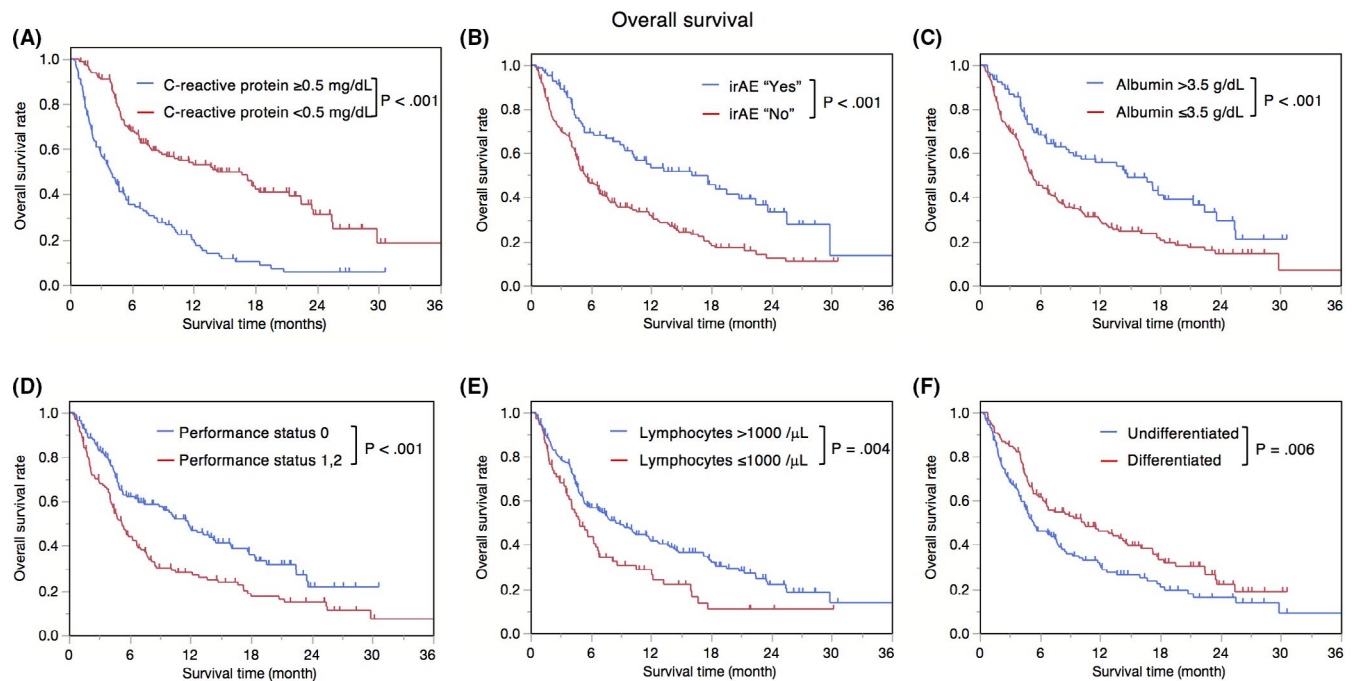 Overall survival
(A)
Overall survival rate
1.0
0.8
0.6
0.4
0.2
0.0
C-reactive protein ≥0.5 mg/dL
C-reactive protein <0.5 mg/dL
P < .001
0 6 12 18 24 30 36
Survival time (months)
(B)
Overall survival rate
1.0
0.8
0.6
0.4
0.2
0.0
irAE “Yes”
irAE “No”
P < .001
0 6 12 18 24 30 36
Survival time (month)
(C)
Overall survival rate
1.0
0.8
0.6
0.4
0.2
0.0
Albumin >3.5 g/dL
Albumin ≤3.5 g/dL
P < .001
0 6 12 18 24 30 36
Survival time (month)
(D)
Overall survival rate
1.0
0.8
0.6
0.4
0.2
0.0
Performance status 0
Performance status 1,2
P < .001
0 6 12 18 24 30 36
Survival time (month)
(E)
Overall survival rate
1.0
0.8
0.6
0.4
0.2
0.0
Lymphocytes >1000 /μL
Lymphocytes ≤1000 /μL
P = .004
0 6 12 18 24 30 36
Survival time (month)
(F)
Overall survival rate
1.0
0.8
0.6
0.4
0.2
0.0
Undifferentiated
Differentiated
P = .006
0 6 12 18 24 30 36
Survival time (month)